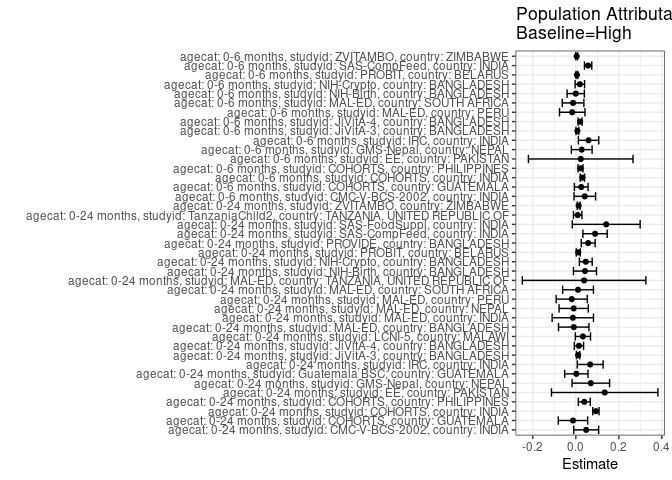 Population Attributa
Baseline=High
agecat: 0-6 months, studyid: ZVITAMBO, country: ZIMBABWE
agecat: 0-6 months, studyid: SAS-CompFeed, country: INDIA
agecat: 0-6 months, studyid: PROBIT, country: BELARUS
agecat: 0-6 months, studyid: NIH-Crypto, country: BANGLADESH
agecat: 0-6 months, studyid: NIH-Birth, country: BANGLADESH
agecat: 0-6 months, studyid: MAL-ED, country: SOUTH AFRICA
agecat: 0-6 months, studyid: MAL-ED, country: PERU
agecat: 0-6 months, studyid: JiVitA-4, country: BANGLADESH
agecat: 0-6 months, studyid: JiVitA-3, country: BANGLADESH
agecat: 0-6 months, studyid: IRC, country: INDIA
agecat: 0-6 months, studyid: GMS-Nepal, country: NEPAL
agecat: 0-6 months, studyid: EE, country: PAKISTAN
agecat: 0-6 months, studyid: COHORTS, country: PHILIPPINES
agecat: 0-6 months, studyid: COHORTS, country: INDIA
agecat: 0-6 months, studyid: COHORTS, country: GUATEMALA
agecat: 0-6 months, studyid: CMC-V-BCS-2002, country: INDIA
agecat: 0-24 months, studyid: ZVITAMBO, country: ZIMBABWE
agecat: 0-24 months, studyid: TanzaniaChild2, country: TANZANIA, UNITED REPUBLIC OF
agecat: 0-24 months, studyid: SAS-FoodSuppl, country: INDIA
agecat: 0-24 months, studyid: SAS-CompFeed, country: INDIA
agecat: 0-24 months, studyid: PROVIDE, country: BANGLADESH
agecat: 0-24 months, studyid: PROBIT, country: BELARUS
agecat: 0-24 months, studyid: NIH-Crypto, country: BANGLADESH
agecat: 0-24 months, studyid: NIH-Birth, country: BANGLADESH
agecat: 0-24 months, studyid: MAL-ED, country: TANZANIA, UNITED REPUBLIC OF
agecat: 0-24 months, studyid: MAL-ED, country: SOUTH AFRICA
agecat: 0-24 months, studyid: MAL-ED, country: PERU
agecat: 0-24 months, studyid: MAL-ED, country: NEPAL
agecat: 0-24 months, studyid: MAL-ED, country: INDIA
agecat: 0-24 months, studyid: MAL-ED, country: BANGLADESH
agecat: 0-24 months, studyid: LCNI-5, country: MALAWI
agecat: 0-24 months, studyid: JiVitA-4, country: BANGLADESH
agecat: 0-24 months, studyid: JiVitA-3, country: BANGLADESH
agecat: 0-24 months, studyid: IRC, country: INDIA
agecat: 0-24 months, studyid: Guatemala BSC, country: GUATEMALA
agecat: 0-24 months, studyid: GMS-Nepal, country: NEPAL
agecat: 0-24 months, studyid: EE, country: PAKISTAN
agecat: 0-24 months, studyid: COHORTS, country: PHILIPPINES
agecat: 0-24 months, studyid: COHORTS, country: INDIA
agecat: 0-24 months, studyid: COHORTS, country: GUATEMALA
agecat: 0-24 months, studyid: CMC-V-BCS-2002, country: INDIA
-0.2 0.0 0.2 0.4
Estimate